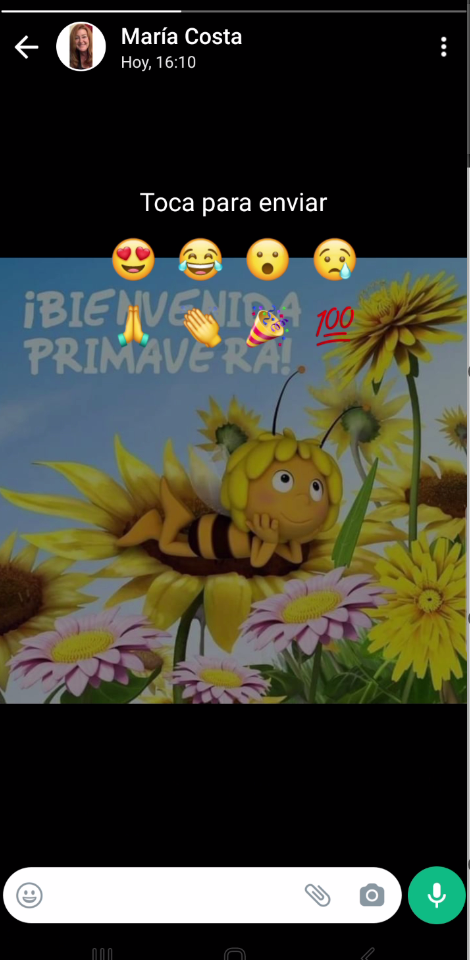 María Costa
Hoy, 16:10
Toca para enviar
¡BIENVENIDA
PRIMAVERA!